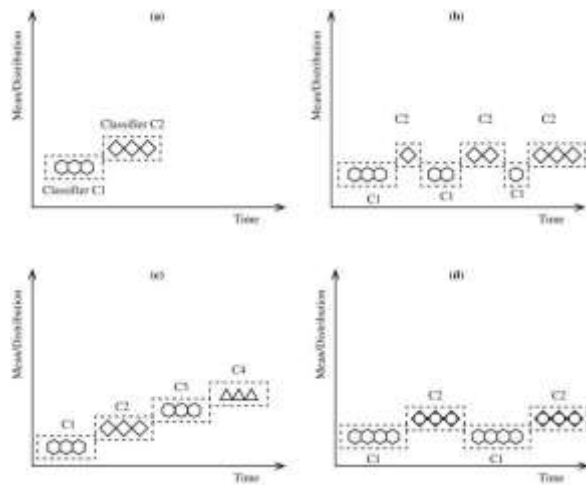 (a)
Mean/Distribution
Classifier C2
Classifier C1
Time
(b)
Mean/Distribution
C2 C2 C2
C1 C1 C1
Time
(c)
Mean/Distribution
C1
C2
C3
C4
Time
(d)
Mean/Distribution
C2 C2
C1 C1
Time